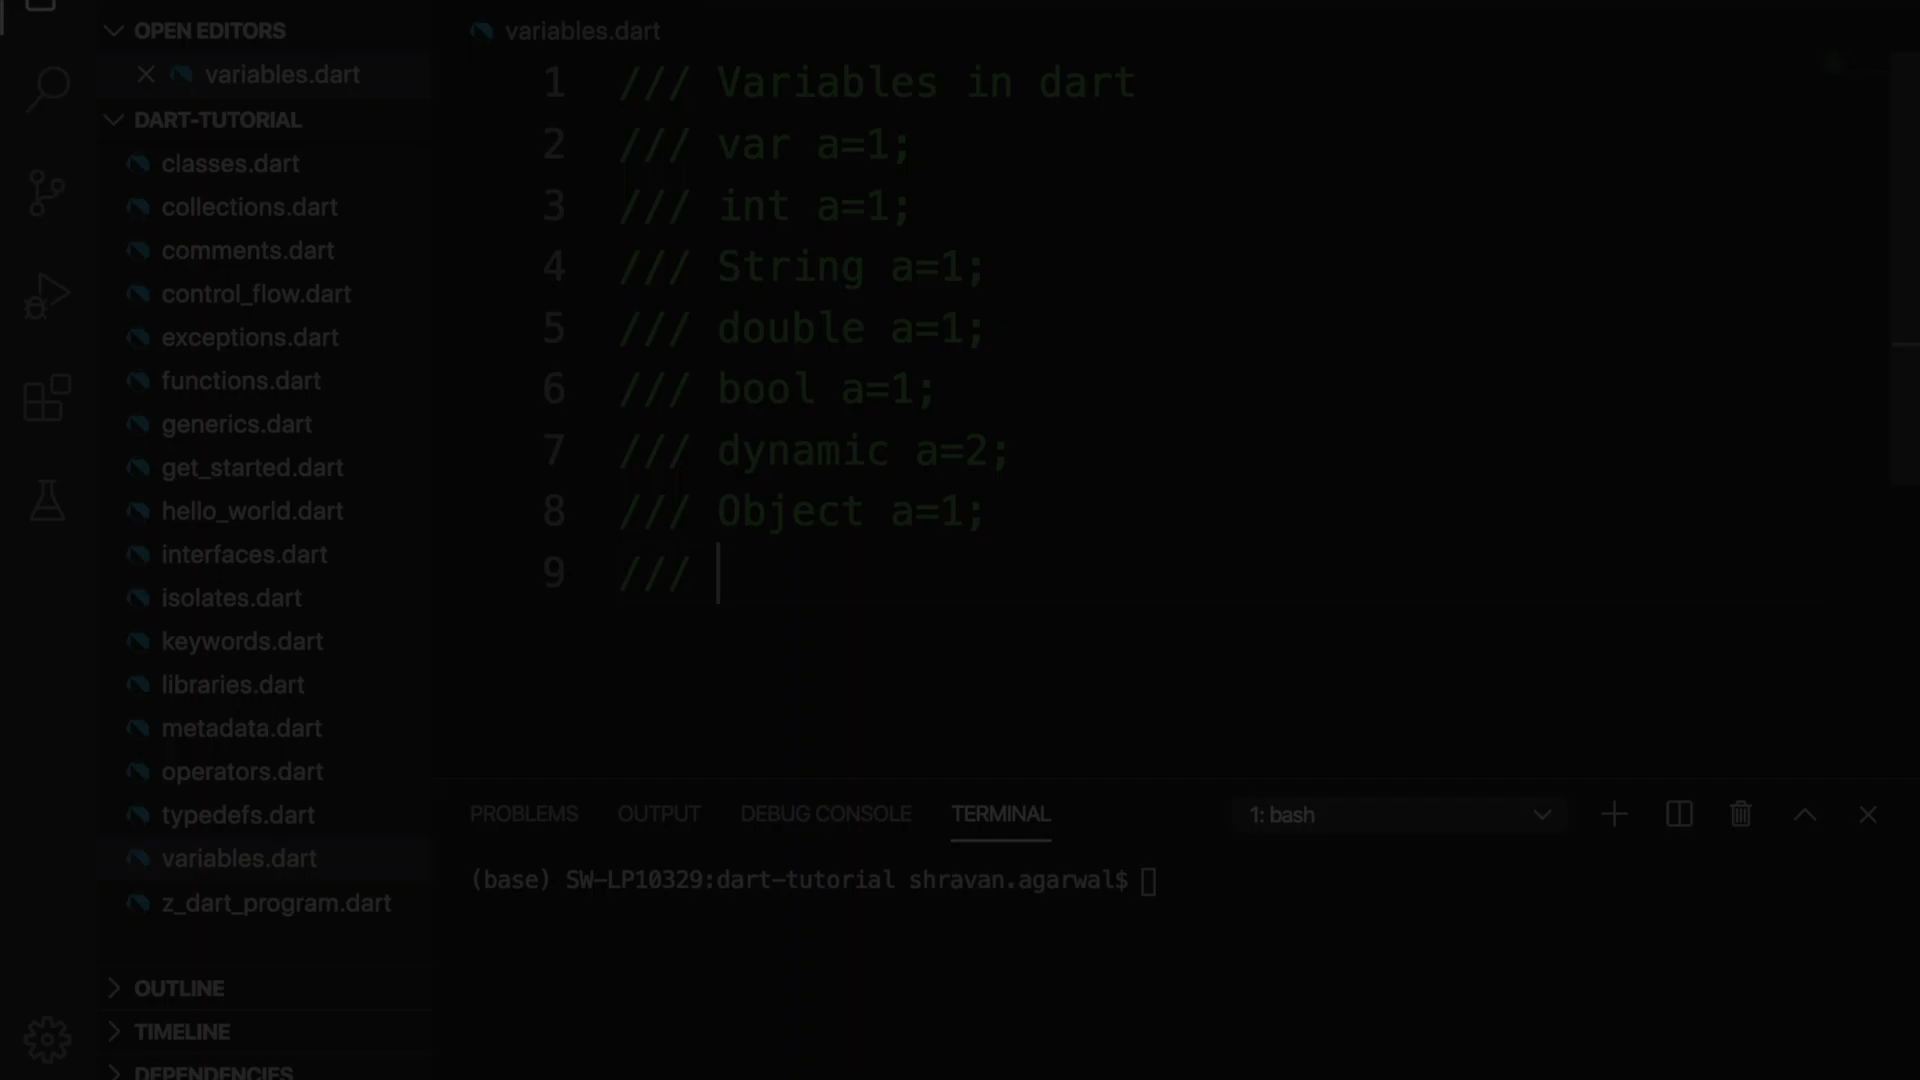 OPEN EDITORS
variables.dart
DART-TUTORIAL
classes.dart
collections.dart
comments.dart
control_flow.dart
exceptions.dart
functions.dart
generics.dart
get_started.dart
hello_world.dart
interfaces.dart
isolates.dart
keywords.dart
libraries.dart
metadata.dart
operators.dart
typedefs.dart
variables.dart
z_dart_program.dart
OUTLINE
TIMELINE
DEPENDENCIES
variables.dart
1 /// Variables in dart
2 /// var a=1;
3 /// int a=1;
4 /// String a=1;
5 /// double a=1;
6 /// bool a=1;
7 /// dynamic a=2;
8 /// Object a=1;
9 ///
PROBLEMS OUTPUT DEBUG CONSOLE TERMINAL 1: bash
(base) SW-LP10329:dart-tutorial shravan.agarwal$